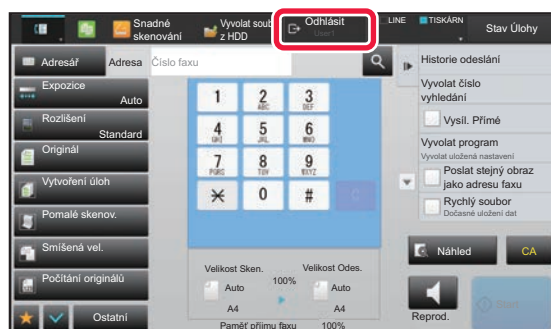 Snadné
skenování
Vyvolat soub
z HDD
Odhlásit
User1
LINE
TISKÁRN
Stav Úlohy
Adresář
Adresa
Číslo faxu
Expozice
Auto
Rozlišení
Standard
Originál
Vytvoření úloh
Pomalé skenov.
Smíšená vel.
Počítání originálů
Ostatní
1
2
ABC
3
DEF
4
GHI
5
JKL
6
MNO
7
PQRS
8
TUV
9
WXYZ
0
#
Velikost Sken.
100%
Velikost Odes.
Auto
A4
Auto
A4
Paměť příjmu faxu
100%
Historie odeslání
Vyvolat číslo
vyhledání
Vysíl. Přímé
Vyvolat program
Vyvolat uložená nastavení
Poslat stejný obraz
jako adresu faxu
Rychlý soubor
Dočasné uložení dat
Náhled
CA
Reprod.
Start